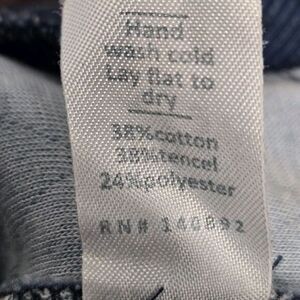 Hand
wash cold
Lay flat to
dry
38%cotton
38%tencel
24%polyester
RN# 140892